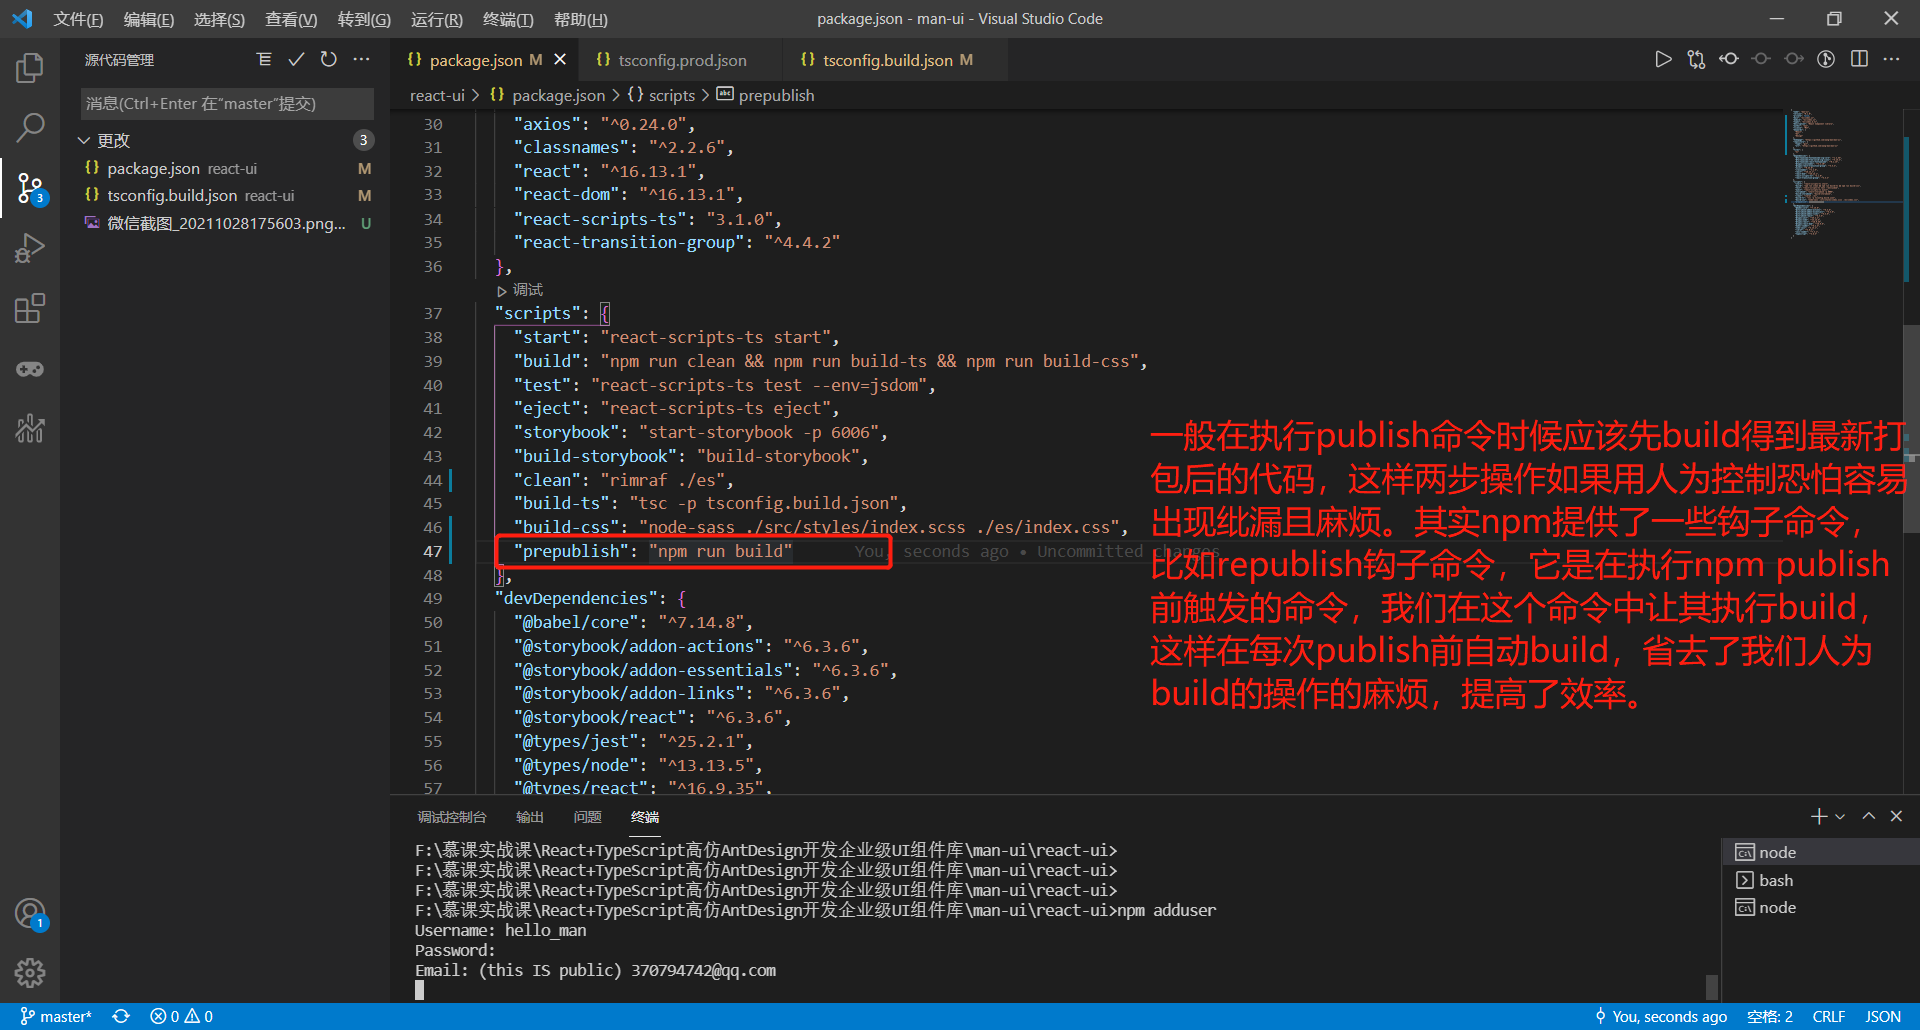 文件(F) 编辑(E) 选择(S) 查看(V) 转到(G) 运行(R) 终端(T) 帮助(H)
package.json - man-ui - Visual Studio Code
源代码管理
消息(Ctrl+Enter 在“master”提交)
更改 3
package.json react-ui M
tsconfig.build.json react-ui M
微信截图_20211028175603.png... U
3
1
{} package.json M
{} tsconfig.prod.json
{} tsconfig.build.json M
react-ui > {} package.json > {} scripts > prepublish
30 "axios": "^0.24.0",
31 "classnames": "^2.2.6",
32 "react": "^16.13.1",
33 "react-dom": "^16.13.1",
34 "react-scripts-ts": "3.1.0",
35 "react-transition-group": "^4.4.2"
36 },
调试
37 "scripts": {
38 "start": "react-scripts-ts start",
39 "build": "npm run clean && npm run build-ts && npm run build-css",
40 "test": "react-scripts-ts test --env=jsdom",
41 "eject": "react-scripts-ts eject",
42 "storybook": "start-storybook -p 6006",
43 "build-storybook": "build-storybook",
44 "clean": "rimraf ./es",
45 "build-ts": "tsc -p tsconfig.build.json",
46 "build-css": "node-sass ./src/styles/index.scss ./es/index.css",
47 "prepublish": "npm run build" You, seconds ago • Uncommitted changes
48 },
49 "devDependencies": {
50 "@babel/core": "^7.14.8",
51 "@storybook/addon-actions": "^6.3.6",
52 "@storybook/addon-essentials": "^6.3.6",
53 "@storybook/addon-links": "^6.3.6",
54 "@storybook/react": "^6.3.6",
55 "@types/jest": "^25.2.1",
56 "@types/node": "^13.13.5",
57 "@types/react": "^16.9.35",
一般在执行publish命令时候应该先build得到最新打
包后的代码，这样两步操作如果用人为控制恐怕容易
出现纰漏且麻烦。其实npm提供了一些钩子命令，
比如republish钩子命令，它是在执行npm publish
前触发的命令，我们在这个命令中让其执行build，
这样在每次publish前自动build，省去了我们人为
build的操作的麻烦，提高了效率。
调试控制台 输出 问题 终端
F:\慕课实战课\React+TypeScript高仿AntDesign开发企业级UI组件库\man-ui\react-ui>
F:\慕课实战课\React+TypeScript高仿AntDesign开发企业级UI组件库\man-ui\react-ui>
F:\慕课实战课\React+TypeScript高仿AntDesign开发企业级UI组件库\man-ui\react-ui>
F:\慕课实战课\React+TypeScript高仿AntDesign开发企业级UI组件库\man-ui\react-ui>npm adduser
Username: hello_man
Password:
Email: (this IS public) 370794742@qq.com
node
bash
node
master* 0 0
You, seconds ago 空格: 2 CRLF JSON